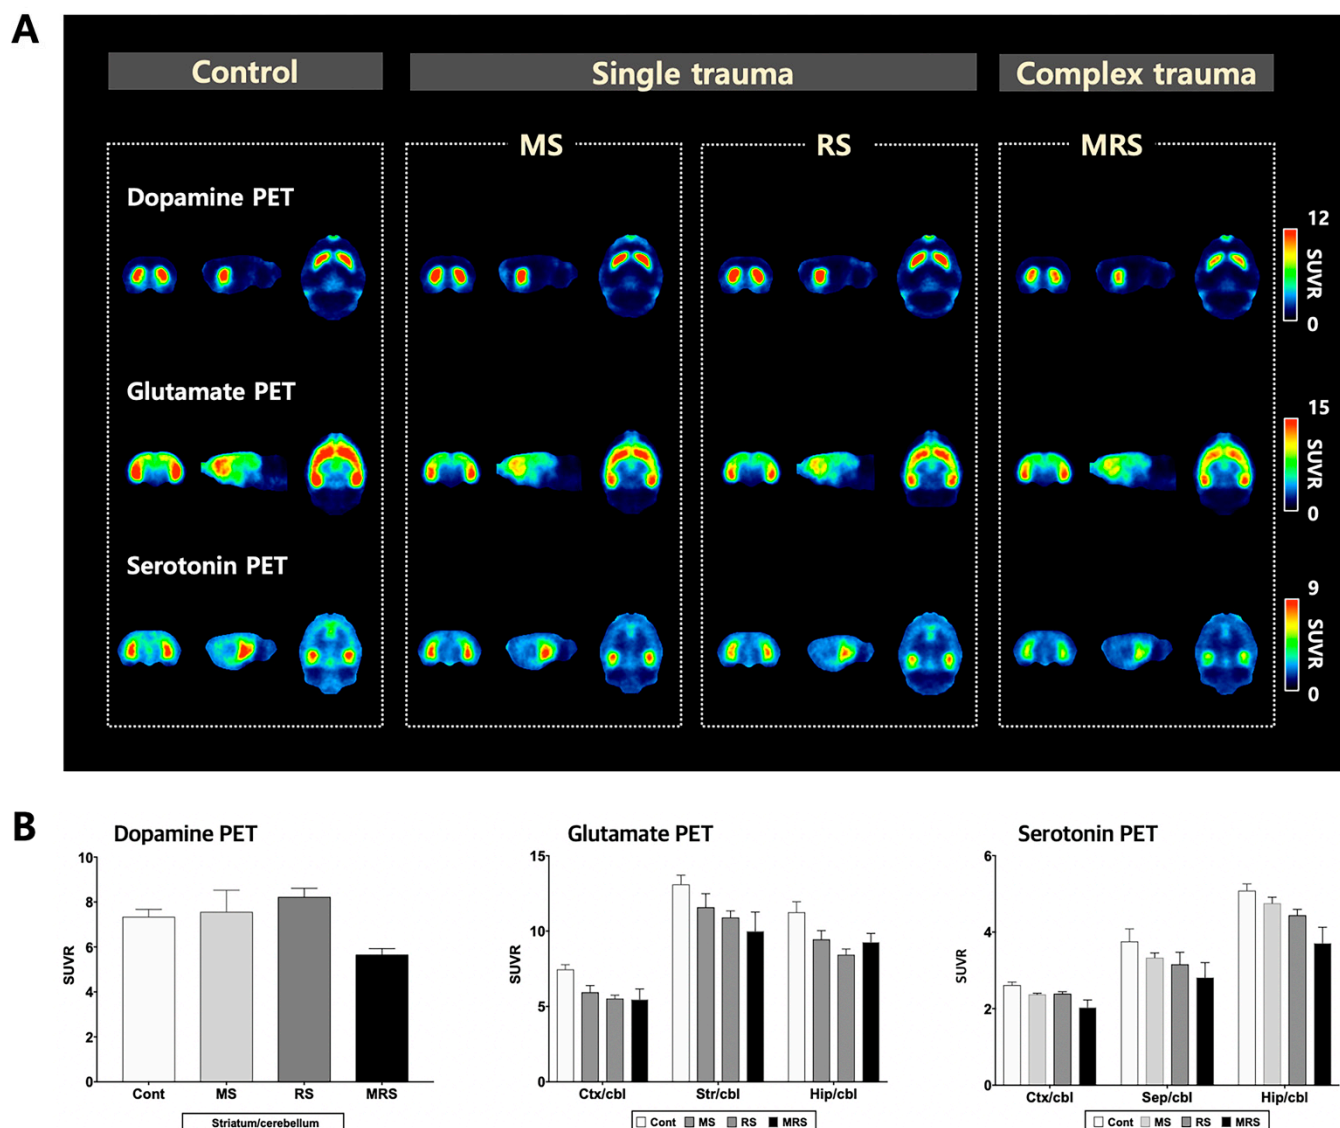 A
Control
Single trauma
Complex trauma
MS
RS
MRS
Dopamine PET
12
SUVR
0
Glutamate PET
15
SUVR
0
Serotonin PET
9
SUVR
0
B
Dopamine PET
10
8
6
4
2
0
SUVR
Cont MS RS MRS
Striatum/cerebellum
Glutamate PET
15
10
5
0
SUVR
Ctx/cbl Str/cbl Hip/cbl
Cont MS RS MRS
Serotonin PET
6
4
2
0
SUVR
Ctx/cbl Sep/cbl Hip/cbl
Cont MS RS MRS